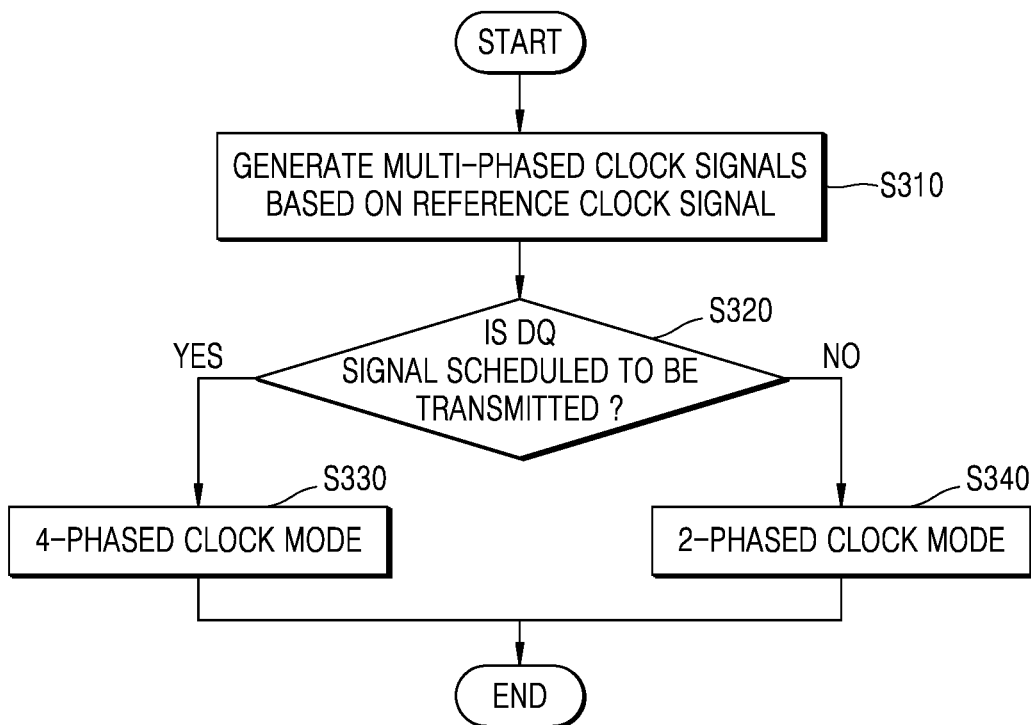 START
GENERATE MULTI-PHASED CLOCK SIGNALS
BASED ON REFERENCE CLOCK SIGNAL
S310
S320
IS DQ
SIGNAL SCHEDULED TO BE
TRANSMITTED ?
YES
NO
S330
4-PHASED CLOCK MODE
S340
2-PHASED CLOCK MODE
END